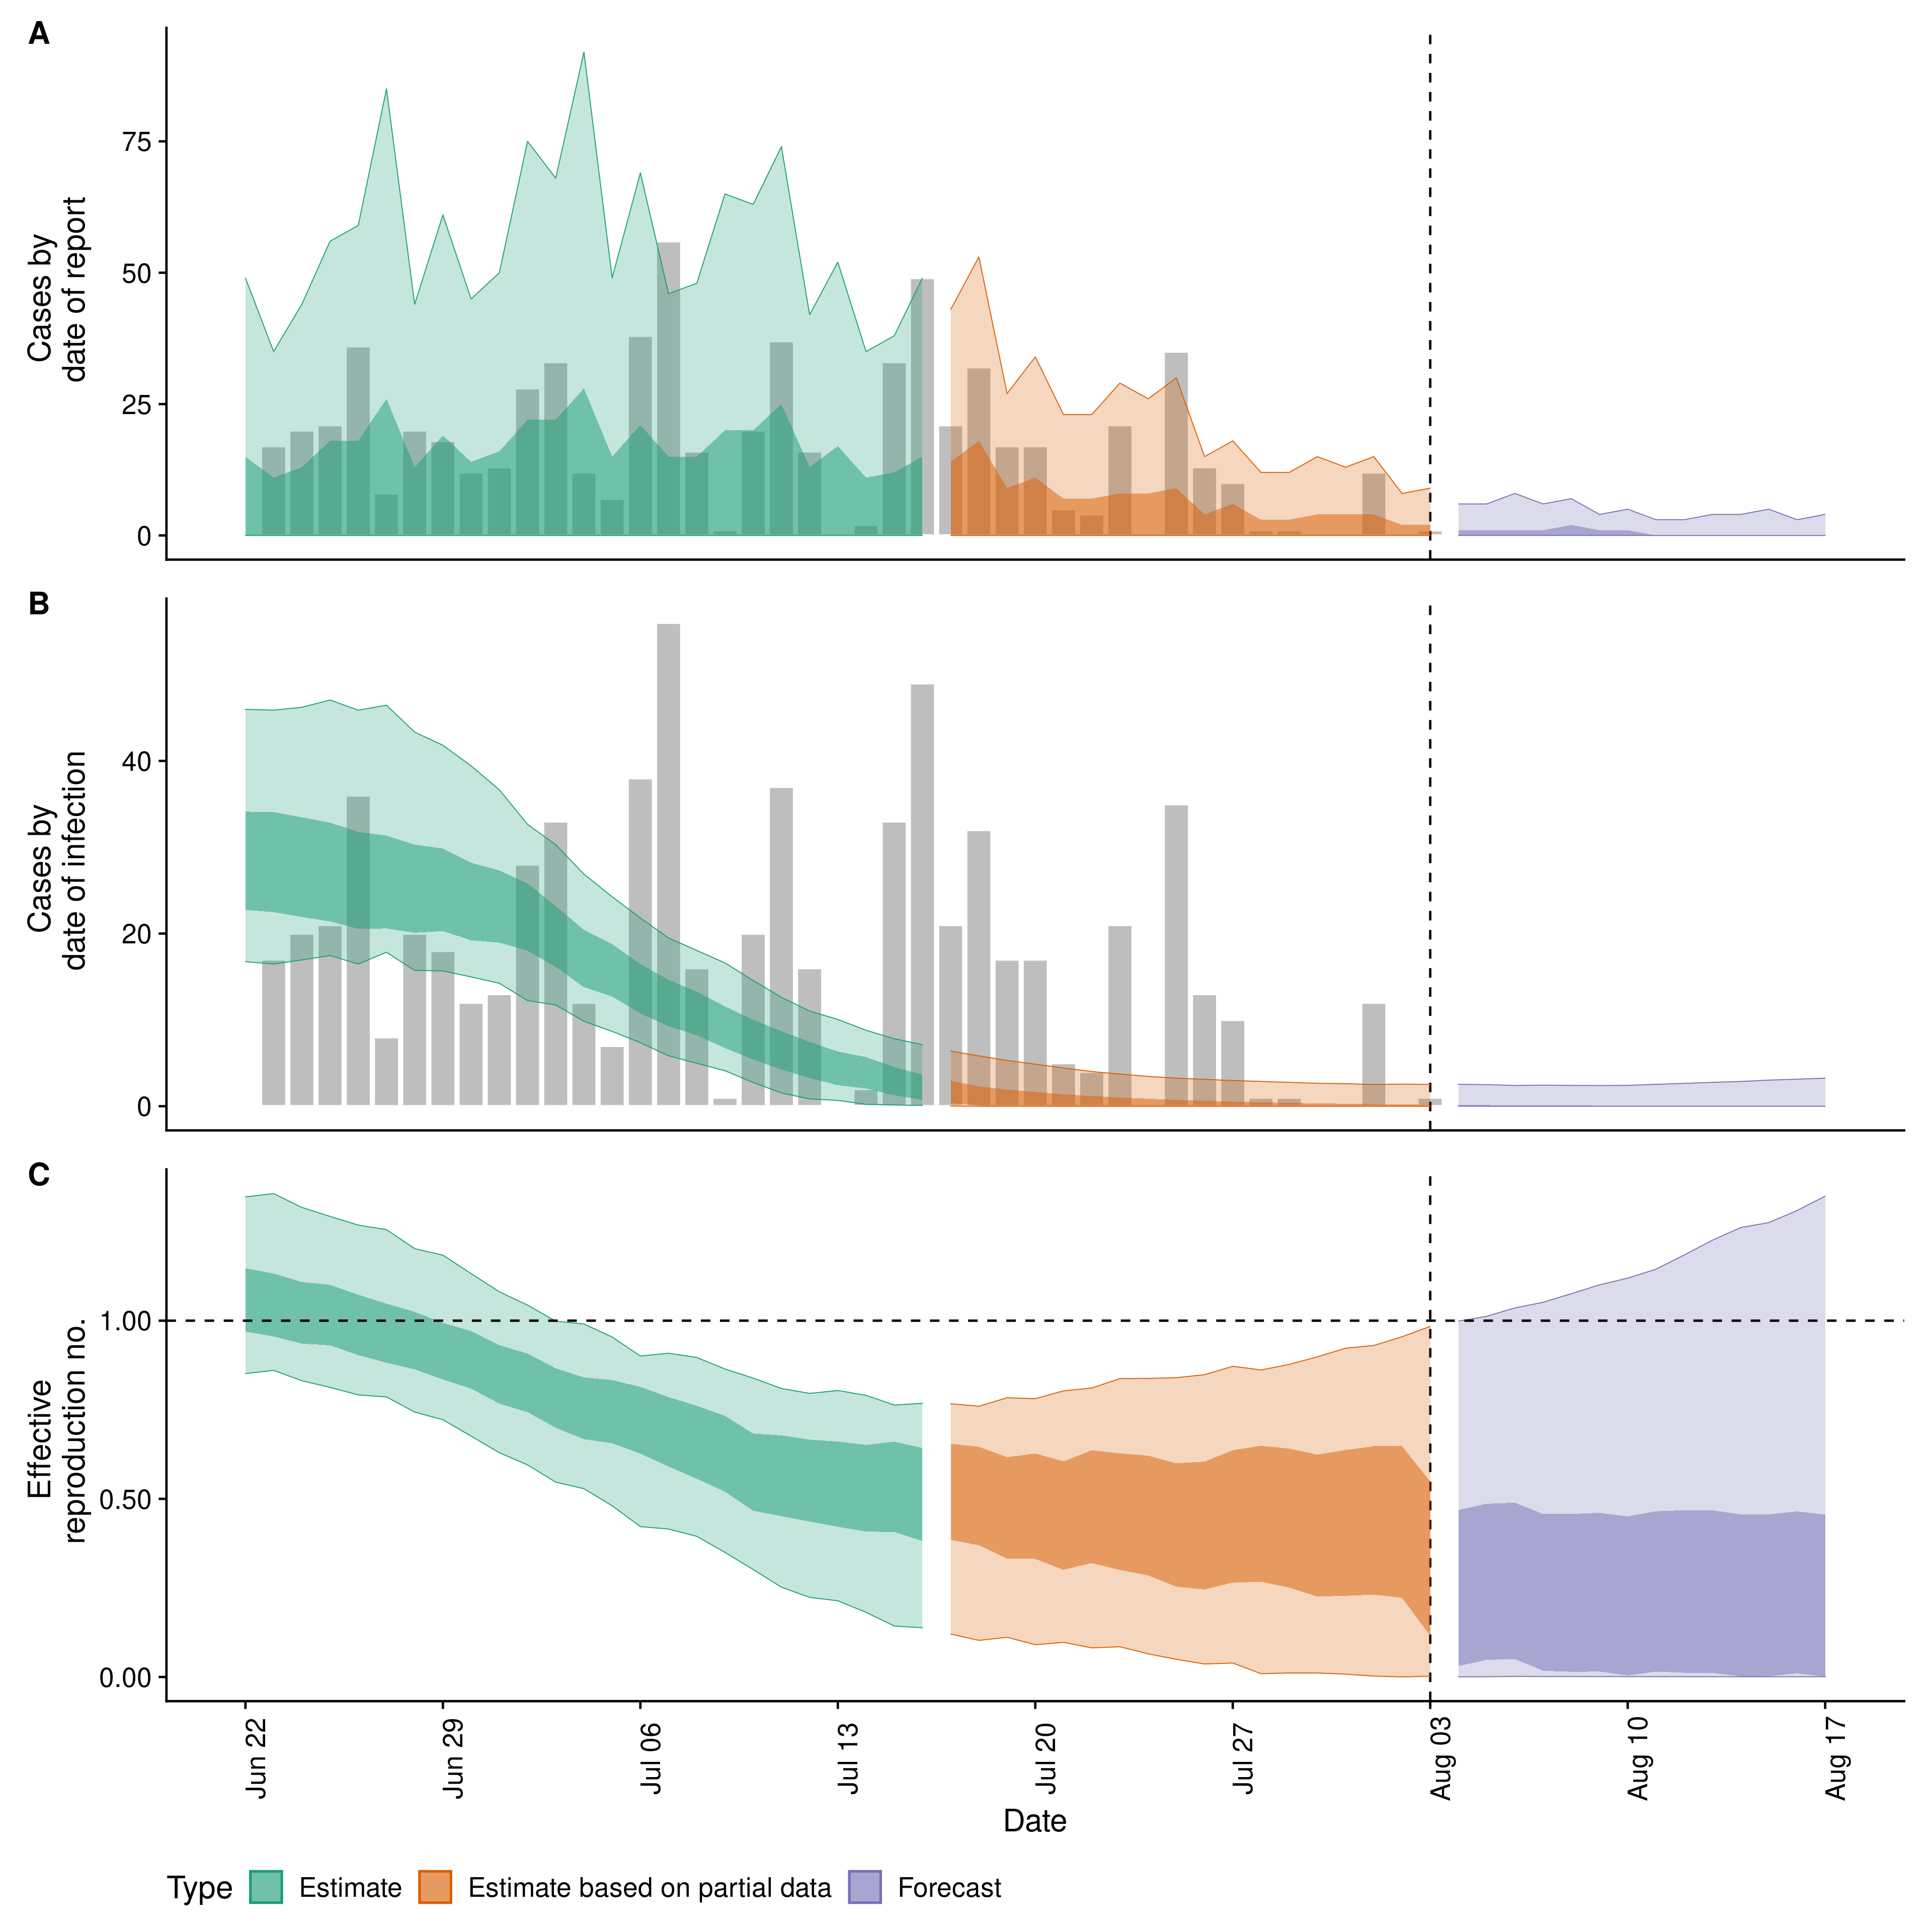 A
Cases by
date of report
75
50
25
0
B
Cases by
date of infection
40
20
0
C
Effective
reproduction no.
1.00
0.50
0.00
Jun 22
Jun 29
Jul 06
Jul 13
Jul 20
Jul 27
Aug 03
Aug 10
Aug 17
Date
Type Estimate Estimate based on partial data Forecast